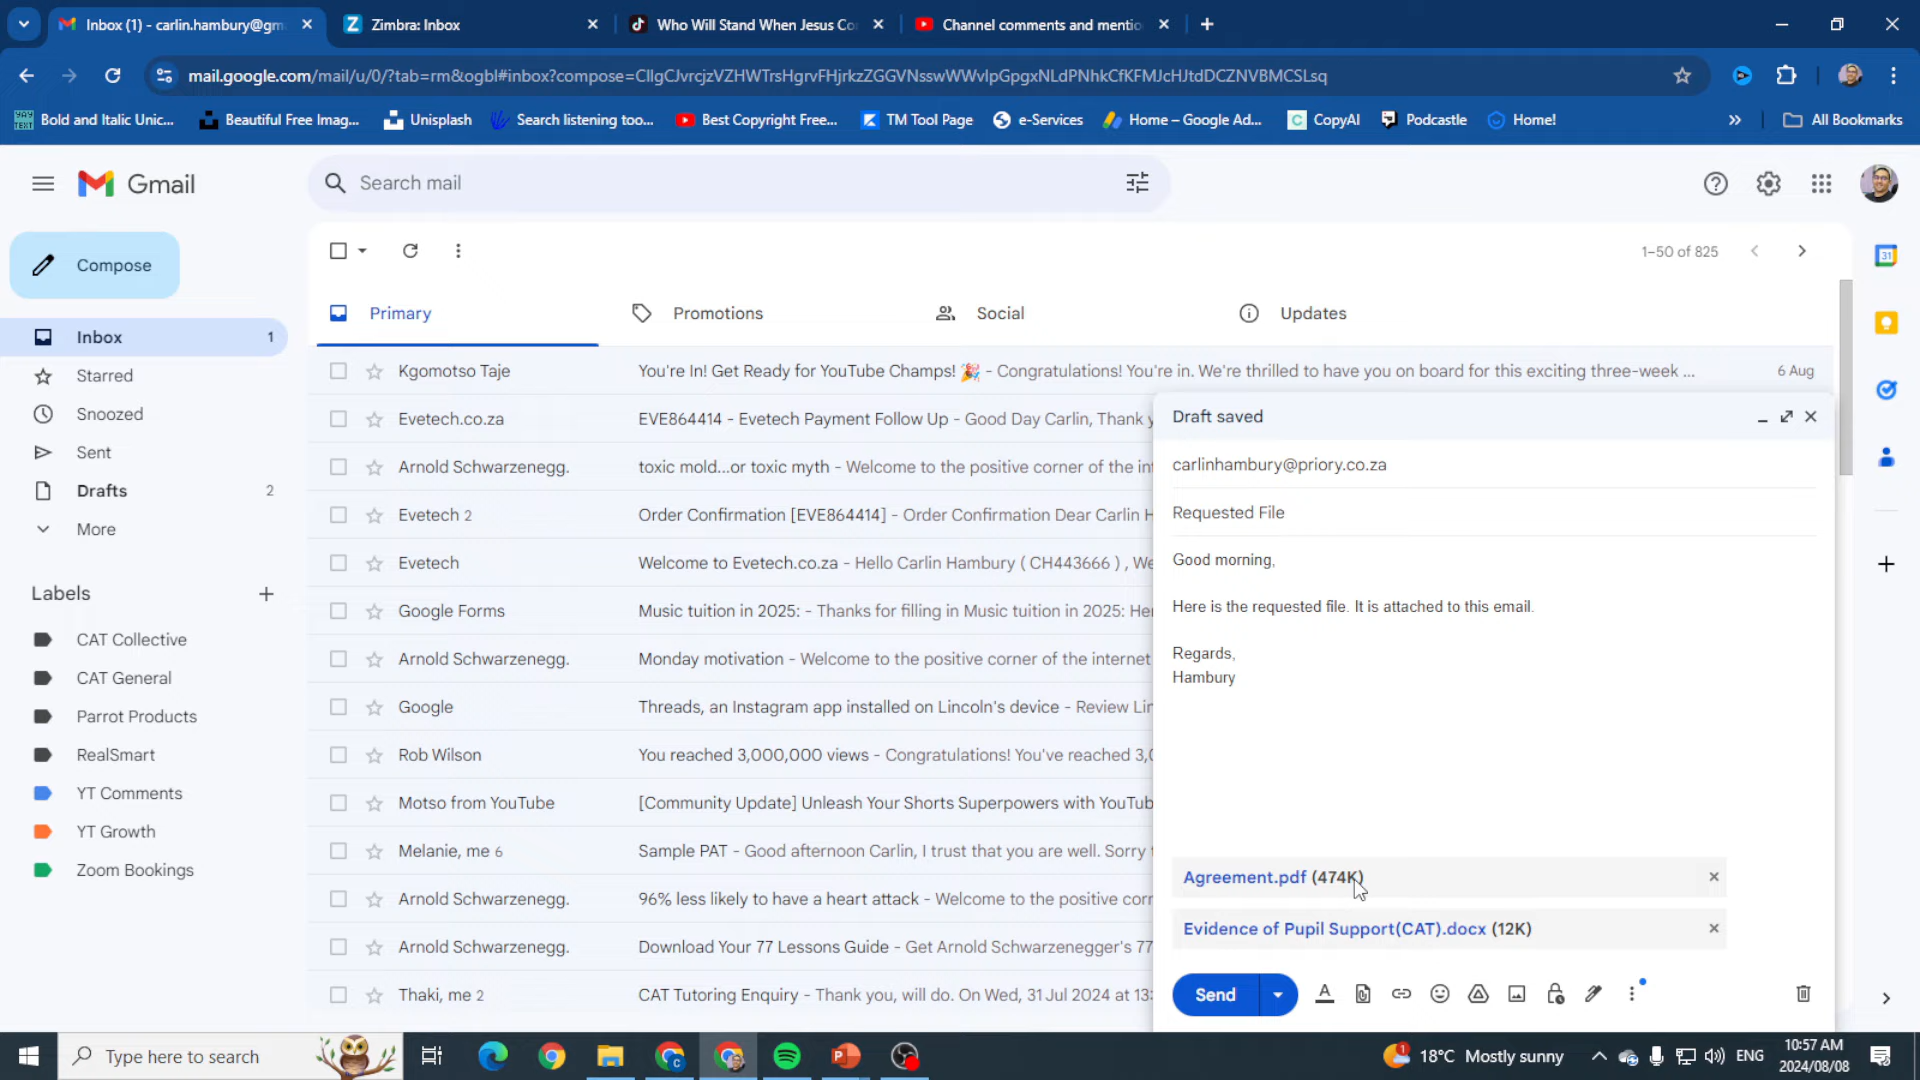 Inbox (1) - carlin.hambury@gm
Zimbra: Inbox
Who Will Stand When Jesus Co
Channel comments and mentio
mail.google.com/mail/u/0/?tab=rm&ogbl#inbox?compose=CllgCJvrcjzVZHWTrsHgrvFHjrkzZGGVNsswWWvlpGpgxNLdPNhkCfKFMJcHJtdDCZNVBMCSLsq
YAY TEXT
Bold and Italic Unic...
Beautiful Free Imag...
Unisplash
Search listening too...
Best Copyright Free...
TM Tool Page
e-Services
Home – Google Ad...
CopyAI
Podcastle
Home!
All Bookmarks
Gmail
Search mail
Compose
1–50 of 825
Primary
Promotions
Social
Updates
Inbox 1
Starred
Snoozed
Sent
Drafts 2
More
Labels
CAT Collective
CAT General
Parrot Products
RealSmart
YT Comments
YT Growth
Zoom Bookings
Kgomotso Taje You're In! Get Ready for YouTube Champs! 🎉 - Congratulations! You're in. We're thrilled to have you on board for this exciting three-week ... 6 Aug
Evetech.co.za EVE864414 - Evetech Payment Follow Up - Good Day Carlin, Thank y
Arnold Schwarzenegg. toxic mold...or toxic myth - Welcome to the positive corner of the in
Evetech 2 Order Confirmation [EVE864414] - Order Confirmation Dear Carlin H
Evetech Welcome to Evetech.co.za - Hello Carlin Hambury ( CH443666 ) , We
Google Forms Music tuition in 2025: - Thanks for filling in Music tuition in 2025: Her
Arnold Schwarzenegg. Monday motivation - Welcome to the positive corner of the internet
Google Threads, an Instagram app installed on Lincoln's device - Review Lin
Rob Wilson You reached 3,000,000 views - Congratulations! You've reached 3,0
Motso from YouTube [Community Update] Unleash Your Shorts Superpowers with YouTub
Melanie, me 6 Sample PAT - Good afternoon Carlin, I trust that you are well. Sorry
Arnold Schwarzenegg. 96% less likely to have a heart attack - Welcome to the positive corr
Arnold Schwarzenegg. Download Your 77 Lessons Guide - Get Arnold Schwarzenegger's 77
Thaki, me 2 CAT Tutoring Enquiry - Thank you, will do. On Wed, 31 Jul 2024 at 13:
Draft saved
carlinhambury@priory.co.za
Requested File
Good morning,
Here is the requested file. It is attached to this email.
Regards,
Hambury
Agreement.pdf (474K)
Evidence of Pupil Support(CAT).docx (12K)
Send
31
Type here to search
1
18°C Mostly sunny
ENG
10:57 AM
2024/08/08